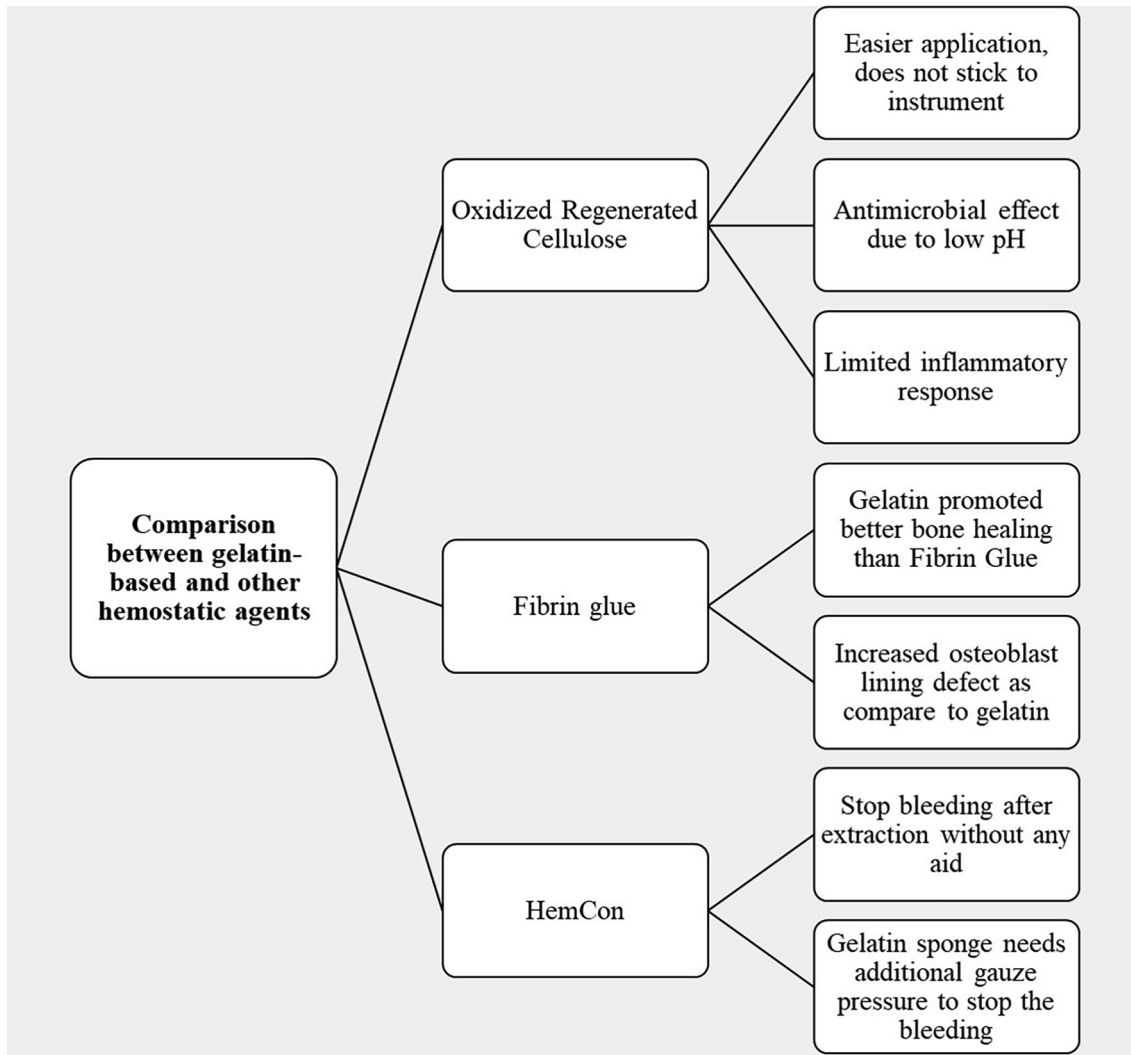 Comparison
between gelatin-
based and other
hemostatic agents
Oxidized Regenerated
Cellulose
Easier application,
does not stick to
instrument
Antimicrobial effect
due to low pH
Limited inflammatory
response
Fibrin glue
Gelatin promoted
better bone healing
than Fibrin Glue
Increased osteoblast
lining defect as
compare to gelatin
HemCon
Stop bleeding after
extraction without any
aid
Gelatin sponge needs
additional gauze
pressure to stop the
bleeding